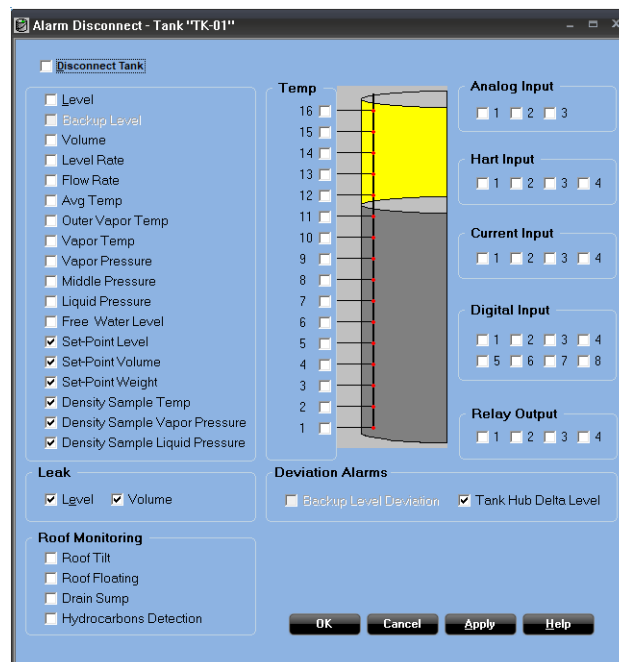 Alarm Disconnect - Tank "TK-01"
Disconnect Tank
Level
Backup Level
Volume
Level Rate
Flow Rate
Avg Temp
Outer Vapor Temp
Vapor Temp
Vapor Pressure
Middle Pressure
Liquid Pressure
Free Water Level
Set-Point Level
Set-Point Volume
Set-Point Weight
Density Sample Temp
Density Sample Vapor Pressure
Density Sample Liquid Pressure
Temp
16
15
14
13
12
11
10
9
8
7
6
5
4
3
2
1
Analog Input
1 2 3
Hart Input
1 2 3 4
Current Input
1 2 3 4
Digital Input
1 2 3 4
5 6 7 8
Relay Output
1 2 3 4
Leak
Level Volume
Deviation Alarms
Backup Level Deviation Tank Hub Delta Level
Roof Monitoring
Roof Tilt
Roof Floating
Drain Sump
Hydrocarbons Detection
OK Cancel Apply Help